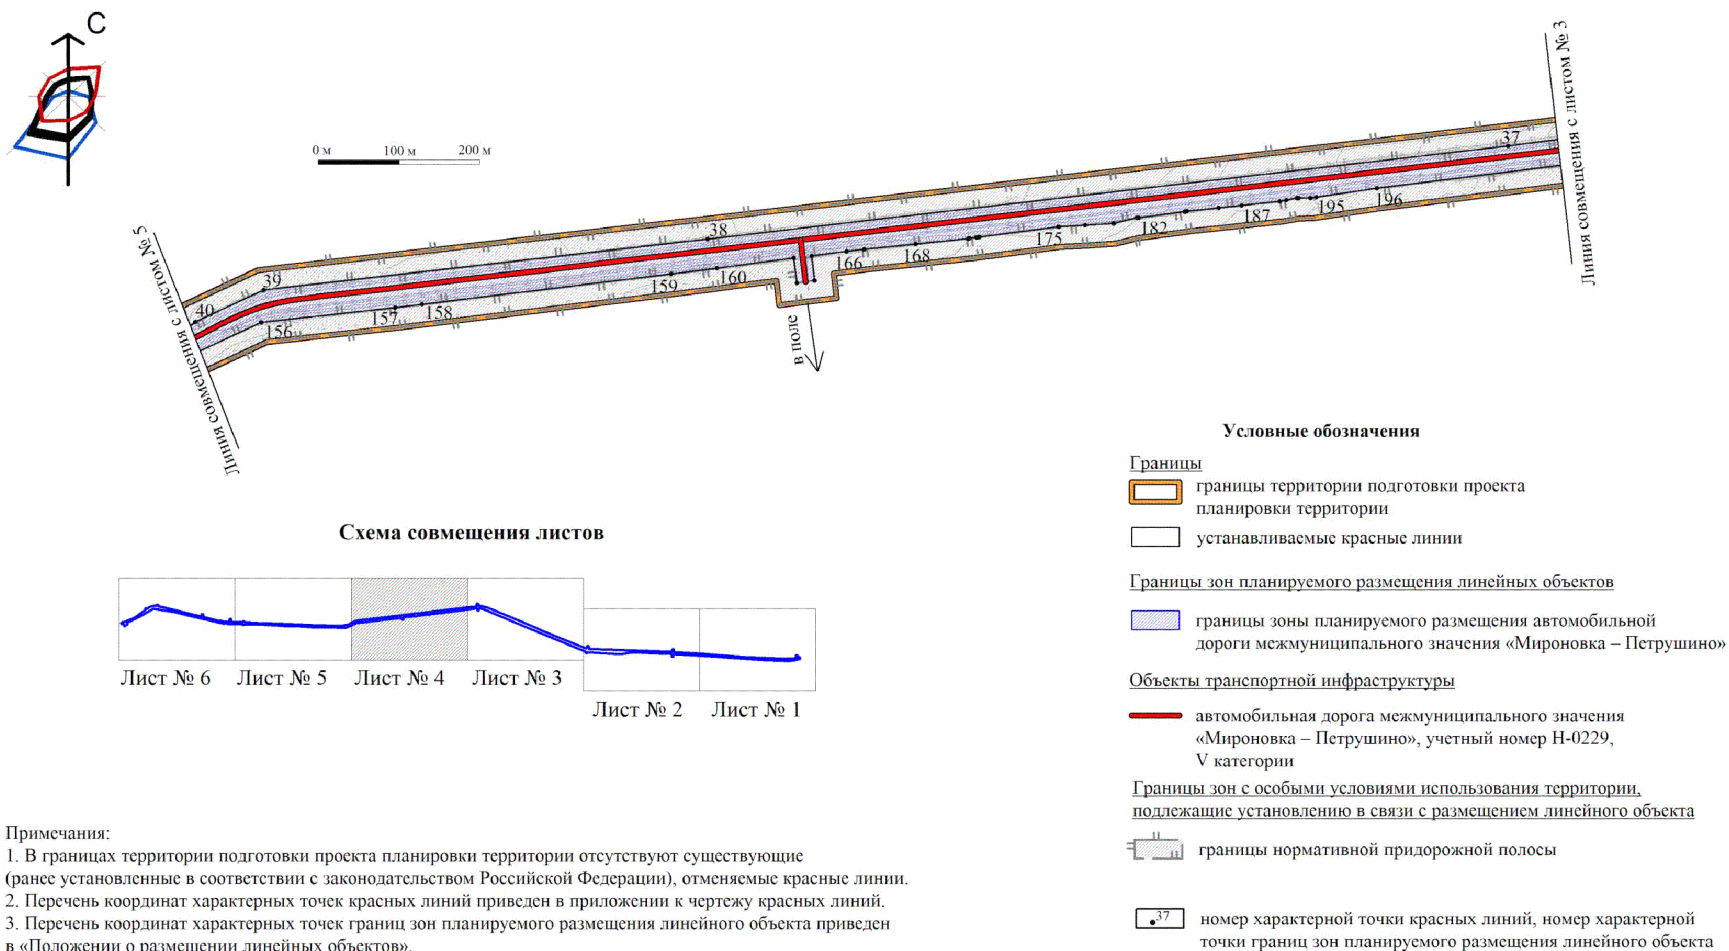 С
0 м 100 м 200 м
Линия совмещения с листом № 3
Линия совмещения с листом № 5
37
38
39
40
156
157
158
159
160
166
168
175
182
187
195
196
в поле
Условные обозначения
Границы
границы территории подготовки проекта
планировки территории
устанавливаемые красные линии
Границы зон планируемого размещения линейных объектов
границы зоны планируемого размещения автомобильной
дороги межмуниципального значения «Мироновка – Петрушино»
Объекты транспортной инфраструктуры
автомобильная дорога межмуниципального значения
«Мироновка – Петрушино», учетный номер Н-0229,
V категории
Границы зон с особыми условиями использования территории,
подлежащие установлению в связи с размещением линейного объекта
границы нормативной придорожной полосы
37
номер характерной точки красных линий, номер характерной
точки границ зон планируемого размещения линейного объекта
Схема совмещения листов
Лист № 6 Лист № 5 Лист № 4 Лист № 3
Лист № 2 Лист № 1
Примечания:
1. В границах территории подготовки проекта планировки территории отсутствуют существующие
(ранее установленные в соответствии с законодательством Российской Федерации), отменяемые красные линии.
2. Перечень координат характерных точек красных линий приведен в приложении к чертежу красных линий.
3. Перечень координат характерных точек границ зон планируемого размещения линейного объекта приведен
в «Положении о размещении линейных объектов».